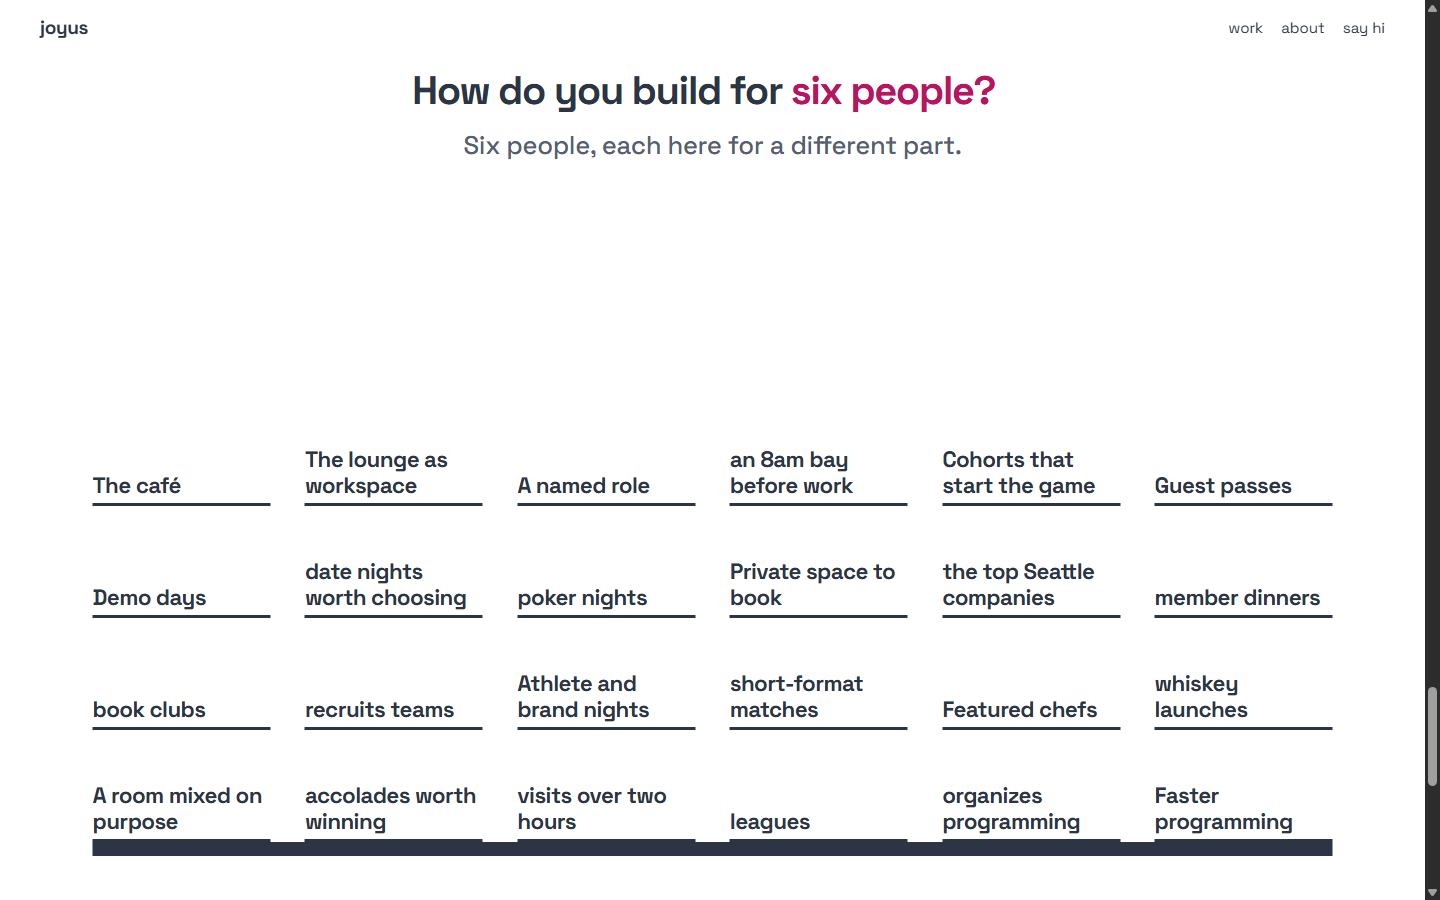 joyus
work about say hi
How do you build for six people?
Six people, each here for a different part.
The café
The lounge as
workspace
A named role
an 8am bay
before work
Cohorts that
start the game
Guest passes
Demo days
date nights
worth choosing
poker nights
Private space to
book
the top Seattle
companies
member dinners
book clubs
recruits teams
Athlete and
brand nights
short-format
matches
Featured chefs
whiskey
launches
A room mixed on
purpose
accolades worth
winning
visits over two
hours
leagues
organizes
programming
Faster
programming